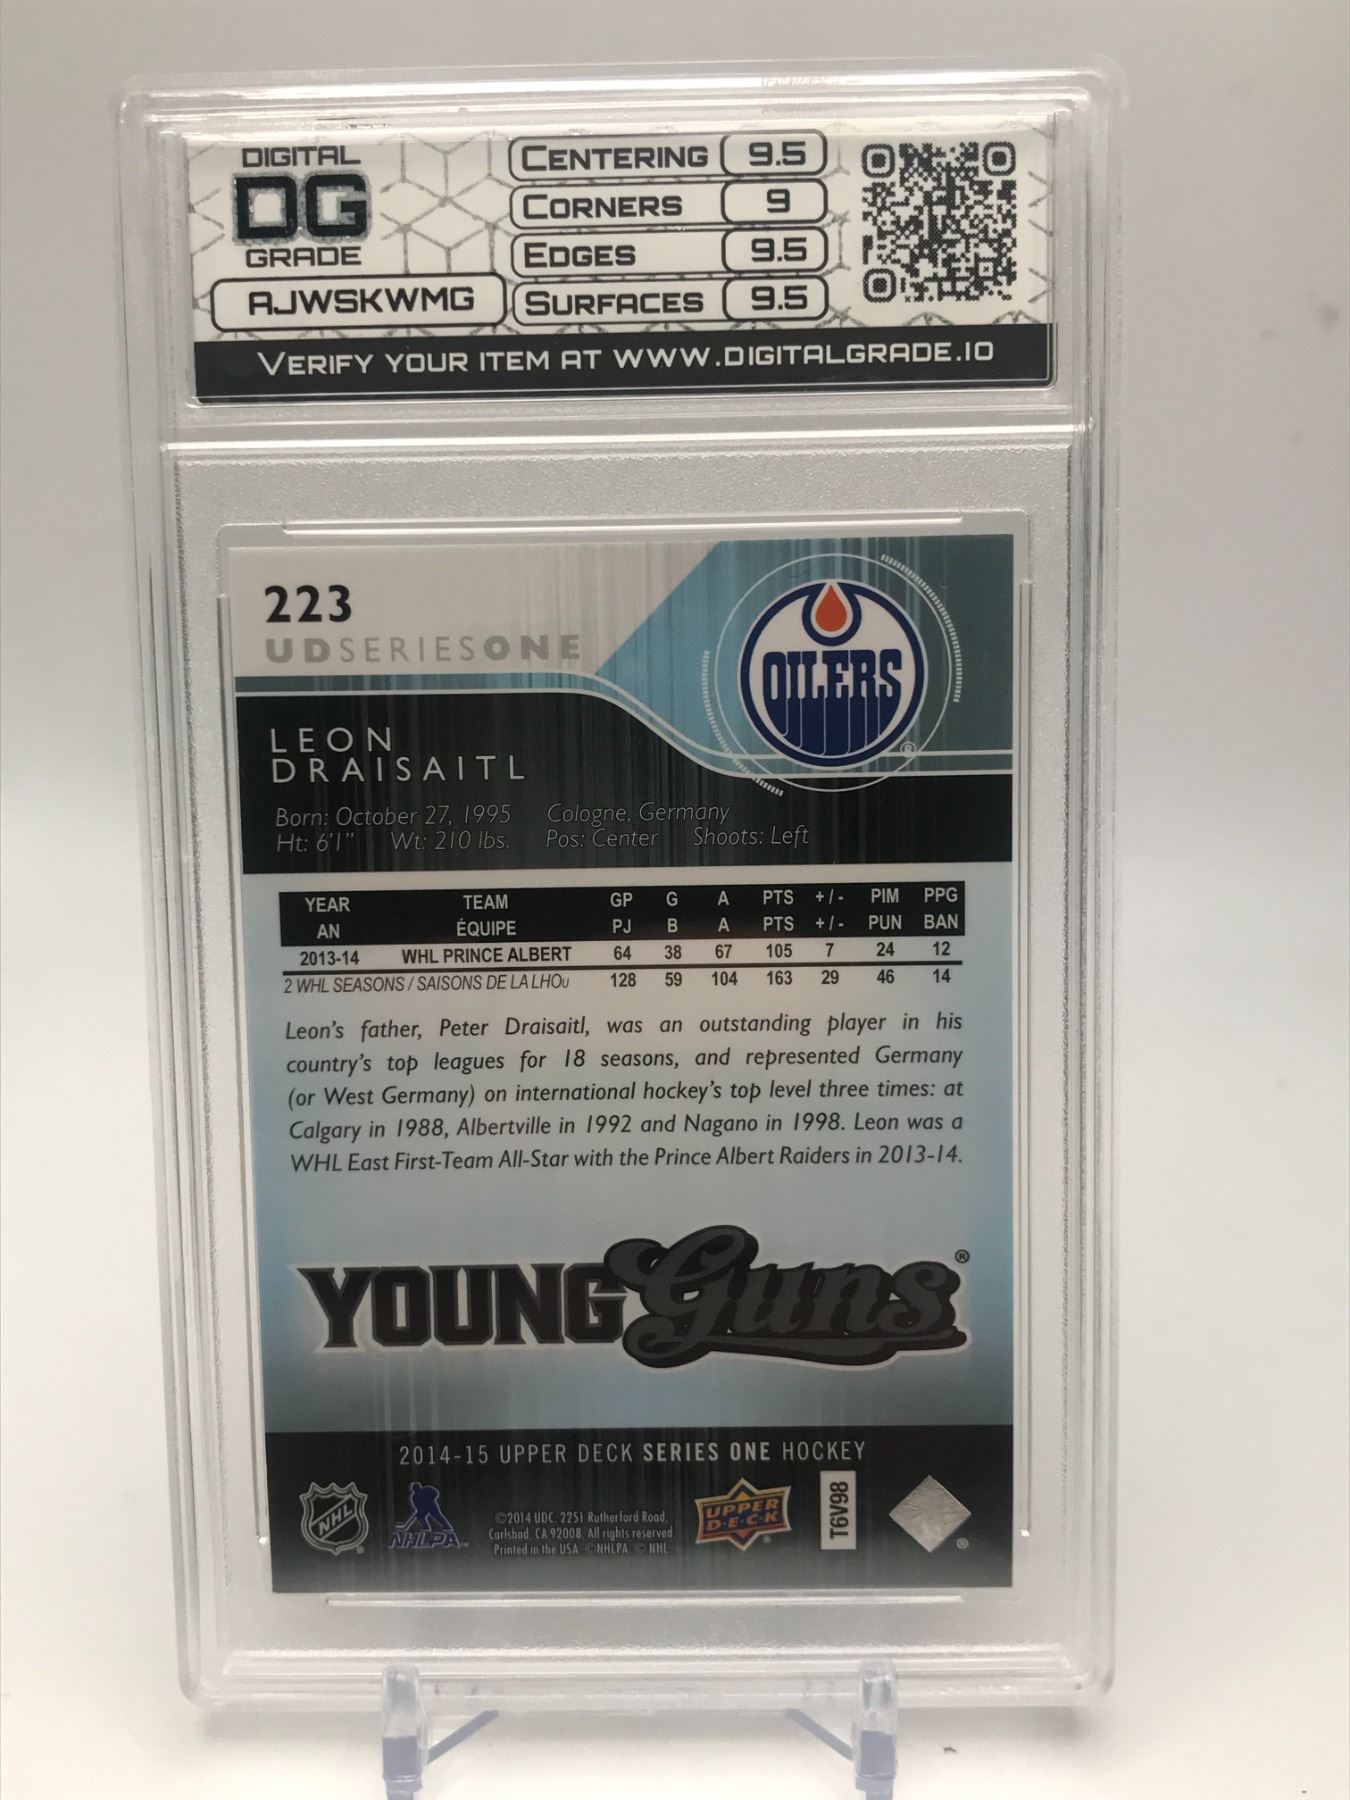 DIGITAL
DG
GRADE
AJWSKWMG
CENTERING 9.5
CORNERS 9
EDGES 9.5
SURFACES 9.5
VERIFY YOUR ITEM AT WWW.DIGITALGRADE.IO
223
UD SERIES ONE
OILERS
®
LEON
DRAISAITL
Born: October 27, 1995 Cologne, Germany
Ht: 6'1" Wt: 210 lbs. Pos: Center Shoots: Left
YEAR TEAM GP G A PTS +/- PIM PPG
AN ÉQUIPE PJ B A PTS +/- PUN BAN
2013-14 WHL PRINCE ALBERT 64 38 67 105 7 24 12
2 WHL SEASONS / SAISONS DE LA LHOu 128 59 104 163 29 46 14
Leon's father, Peter Draisaitl, was an outstanding player in his
country's top leagues for 18 seasons, and represented Germany
(or West Germany) on international hockey's top level three times: at
Calgary in 1988, Albertville in 1992 and Nagano in 1998. Leon was a
WHL East First-Team All-Star with the Prince Albert Raiders in 2013-14.
YOUNG Guns®
2014-15 UPPER DECK SERIES ONE HOCKEY
NHL
NHLPA
©2014 UDC. 2251 Rutherford Road,
Carlsbad, CA 92008. All rights reserved.
Printed in the USA ©NHLPA. © NHL
UPPER
DECK
T6V98
®